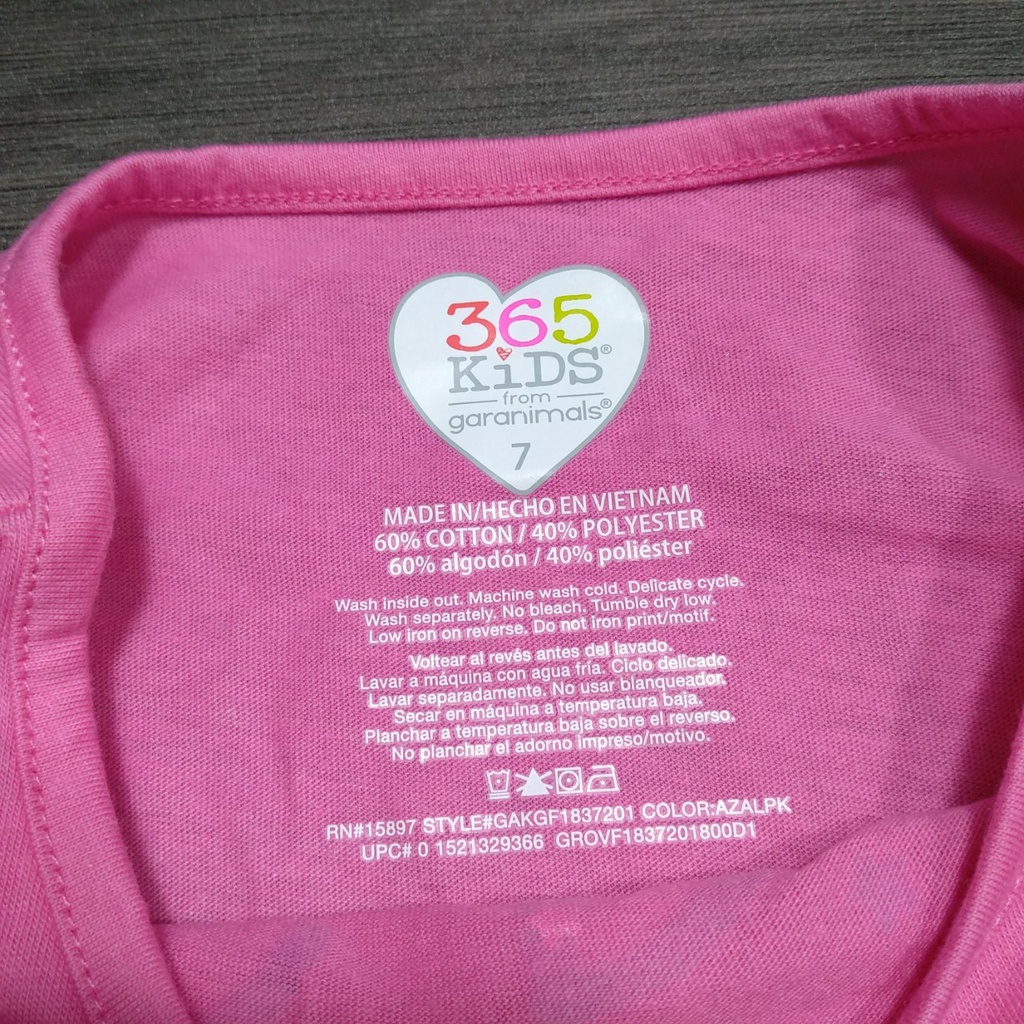 365
KiDS®
from
garanimals®
7
MADE IN/HECHO EN VIETNAM
60% COTTON / 40% POLYESTER
60% algodón / 40% poliéster
Wash inside out. Machine wash cold. Delicate cycle.
Wash separately. No bleach. Tumble dry low.
Low iron on reverse. Do not iron print/motif.
Voltear al revés antes del lavado.
Lavar a máquina con agua fría. Ciclo delicado.
Lavar separadamente. No usar blanqueador.
Secar en máquina a temperatura baja.
Planchar a temperatura baja sobre el reverso.
No planchar el adorno impreso/motivo.
RN#15897 STYLE#GAKGF1837201 COLOR:AZALPK
UPC# 0 1521329366 GROVF1837201800D1